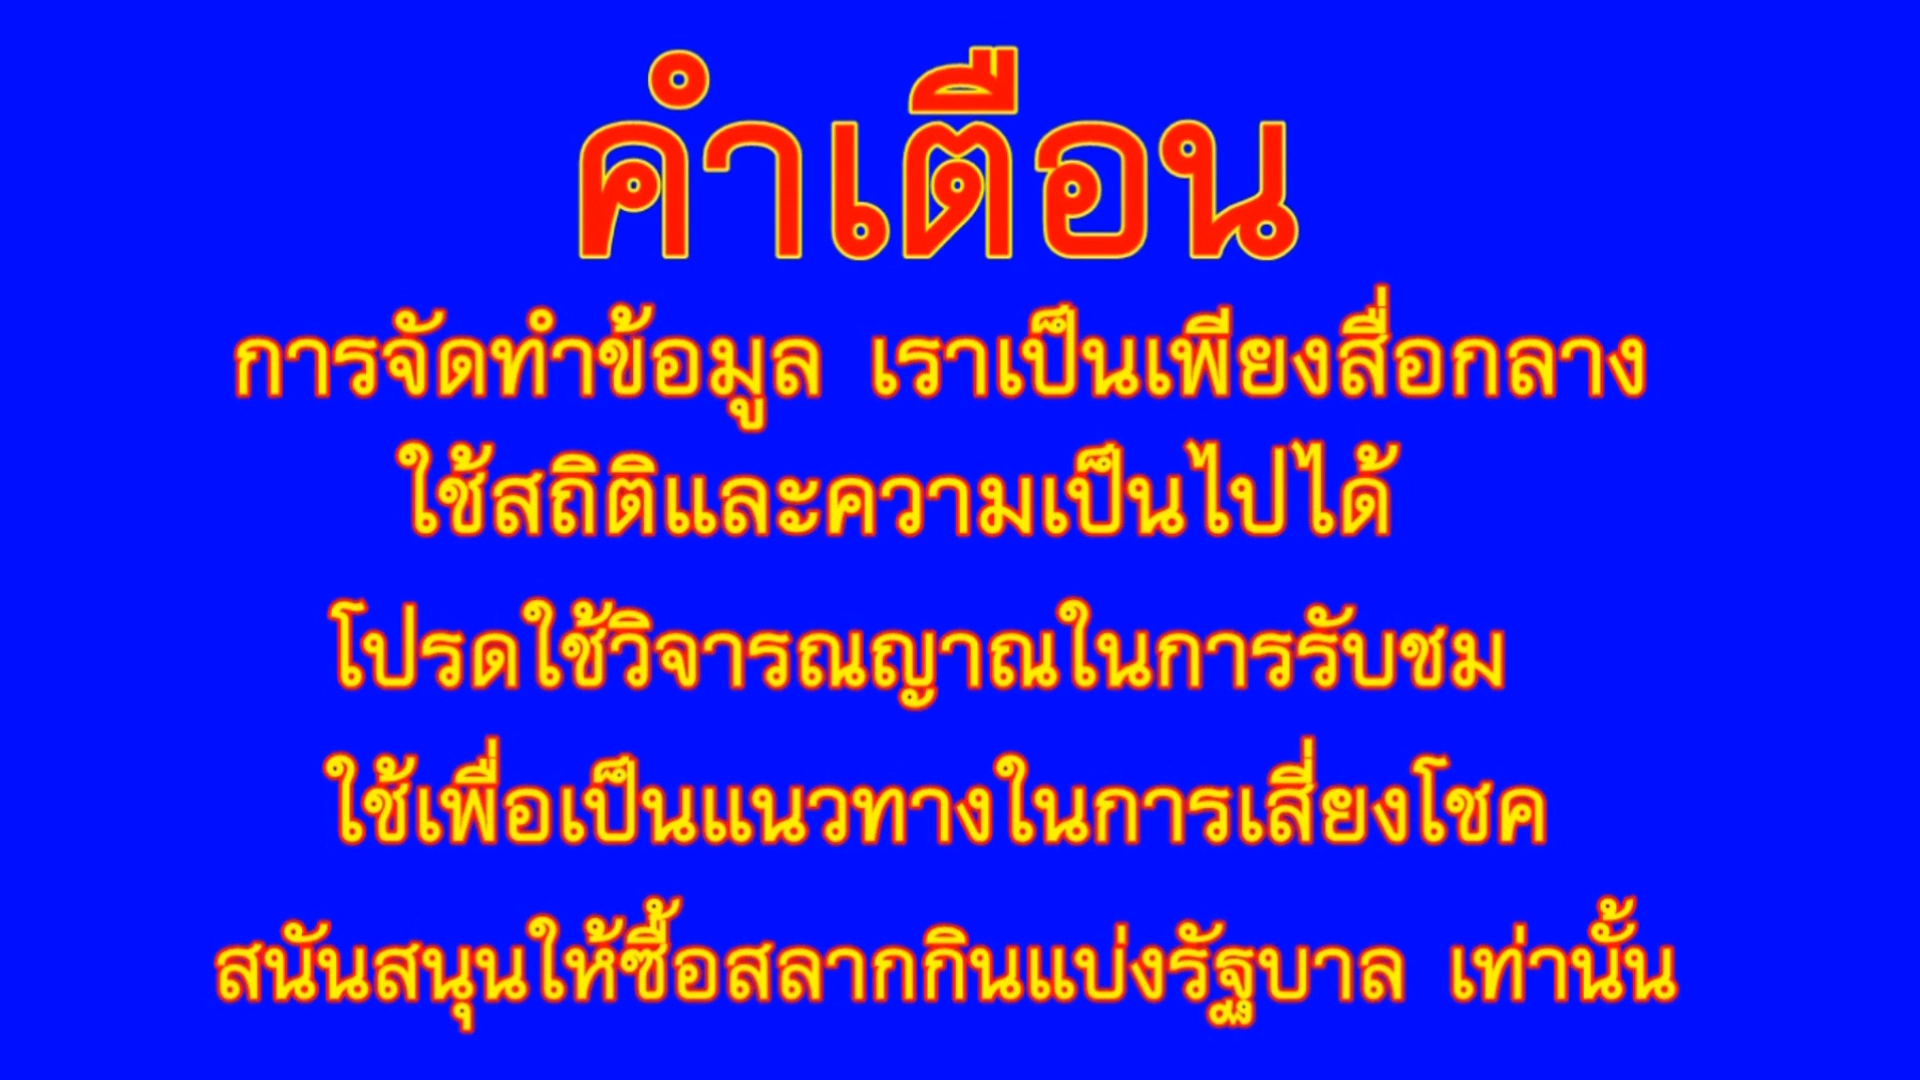 คำเตือน
การจัดทำข้อมูล เราเป็นเพียงสื่อกลาง
ใช้สถิติและความเป็นไปได้
โปรดใช้วิจารณญาณในการรับชม
ใช้เพื่อเป็นแนวทางในการเสี่ยงโชค
สนันสนุนให้ซื้อสลากกินแบ่งรัฐบาล เท่านั้น